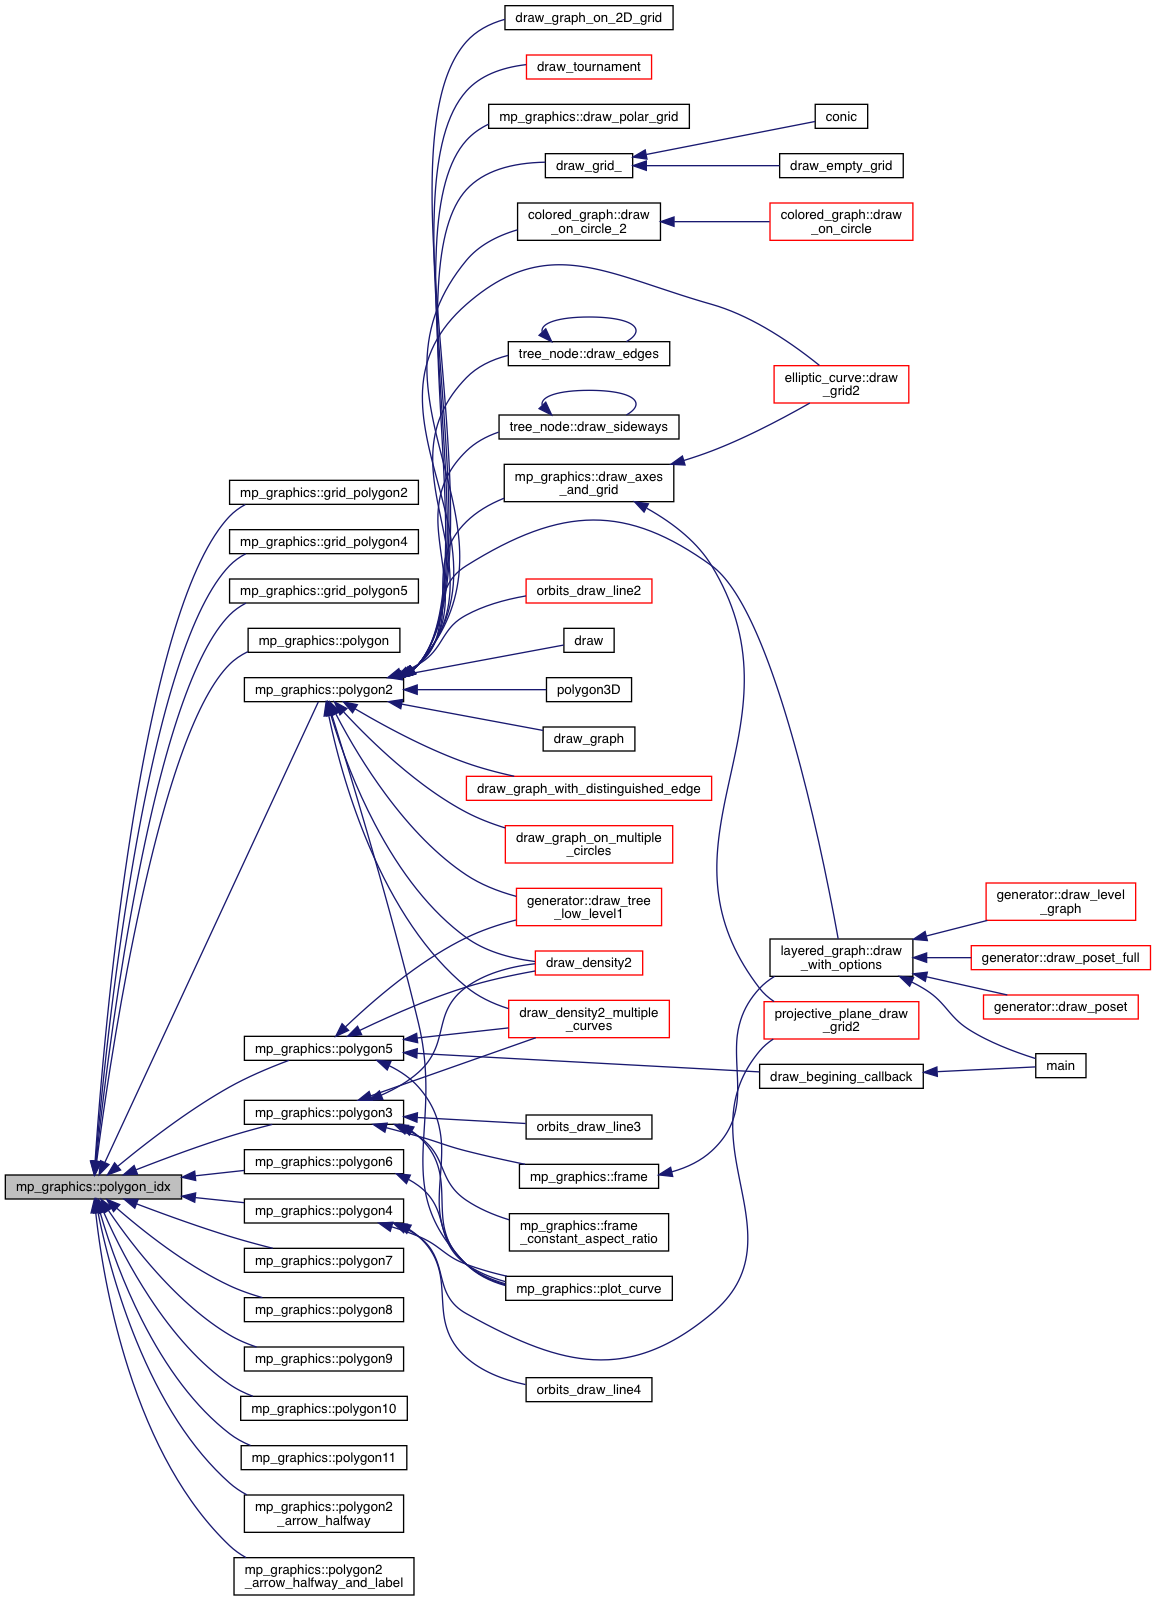 draw_graph_on_2D_grid
draw_tournament
mp_graphics::draw_polar_grid
conic
draw_grid_
draw_empty_grid
colored_graph::draw
_on_circle_2
colored_graph::draw
_on_circle
tree_node::draw_edges
elliptic_curve::draw
_grid2
tree_node::draw_sideways
mp_graphics::draw_axes
_and_grid
mp_graphics::grid_polygon2
mp_graphics::grid_polygon4
mp_graphics::grid_polygon5
orbits_draw_line2
mp_graphics::polygon
draw
mp_graphics::polygon2
polygon3D
draw_graph
draw_graph_with_distinguished_edge
draw_graph_on_multiple
_circles
generator::draw_tree
_low_level1
generator::draw_level
_graph
layered_graph::draw
_with_options
generator::draw_poset_full
draw_density2
generator::draw_poset
draw_density2_multiple
_curves
projective_plane_draw
_grid2
mp_graphics::polygon5
main
draw_begining_callback
mp_graphics::polygon3
orbits_draw_line3
mp_graphics::polygon6
mp_graphics::frame
mp_graphics::polygon_idx
mp_graphics::polygon4
mp_graphics::frame
_constant_aspect_ratio
mp_graphics::polygon7
mp_graphics::plot_curve
mp_graphics::polygon8
mp_graphics::polygon9
orbits_draw_line4
mp_graphics::polygon10
mp_graphics::polygon11
mp_graphics::polygon2
_arrow_halfway
mp_graphics::polygon2
_arrow_halfway_and_label